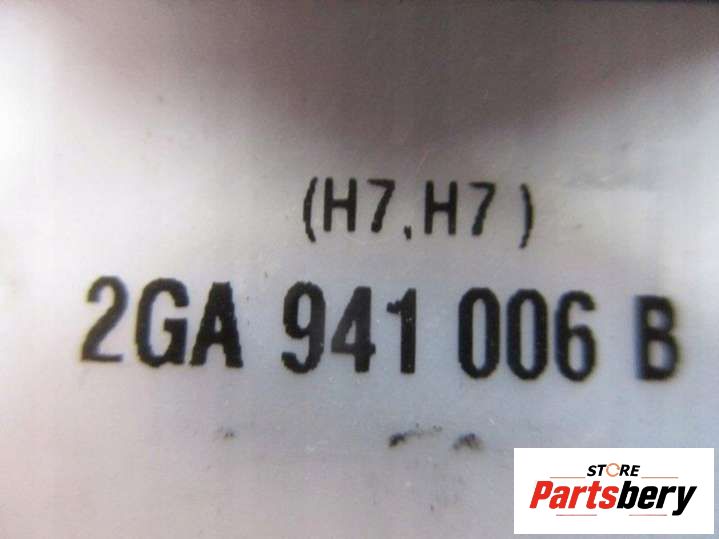 (H7,H7)
2GA 941 006 B
STORE
Partsbery